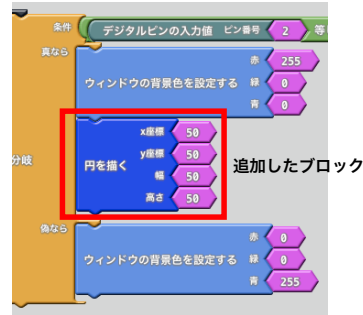 条件 デジタルピンの入力値 ピン番号 2 等
真なら
赤 255
ウィンドウの背景色を設定する 緑 0
青 0
x座標 50
y座標 50
分岐 円を描く 追加したブロック
幅 50
高さ 50
偽なら
赤 0
ウィンドウの背景色を設定する 緑 0
青 255